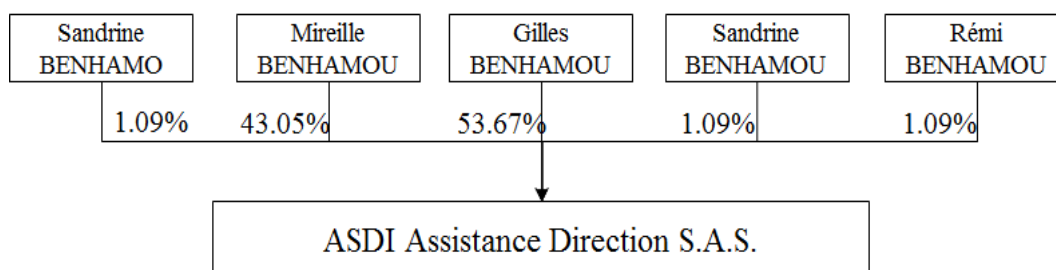 Sandrine
BENHAMO
Mireille
BENHAMOU
Gilles
BENHAMOU
Sandrine
BENHAMOU
Rémi
BENHAMOU
1.09%
43.05%
53.67%
1.09%
1.09%
ASDI Assistance Direction S.A.S.